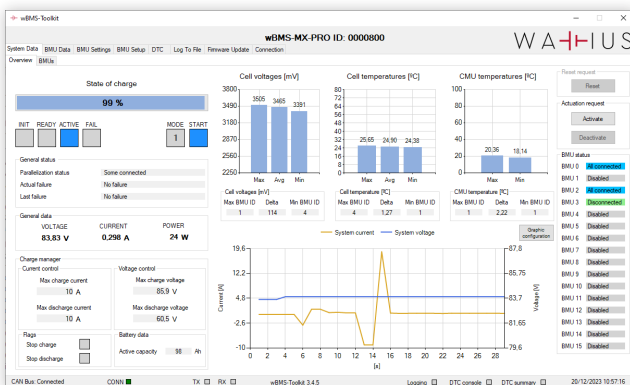 wBMS-Toolkit
wBMS-MX-PRO ID: 0000800
WATTIUS
System Data BMU Data BMU Settings BMU Setup DTC Log To File Firmware Update Connection
Overview BMUs
State of charge
99 %
INIT READY ACTIVE FAIL MODE START
1
General status
Parallelization status Some connected
Actual failure No failure
Last failure No failure
General data
VOLTAGE CURRENT POWER
83,83 V 0,298 A 24 W
Charge manager
Current control Voltage control
Max charge current Max charge voltage
10 A 85.9 V
Max discharge current Max discharge voltage
10 A 60.5 V
Flags Battery data
Stop charge
Active capacity 98 Ah
Stop discharge
Cell voltages [mV]
3800
3490
3180
2870
2560
2250
3505 3465 3391
Max Avg Min
Cell voltages [mV]
Max BMU ID Delta Min BMU ID
1 114 4
Cell temperatures [ºC]
80
72
64
56
48
40
32
24
16
8
0
25,65 24,90 24,38
Max Avg Min
Cell temperatures [ºC]
Max BMU ID Delta Min BMU ID
4 1,27 1
CMU temperatures [ºC]
100
80
60
40
20
0
20,36 18,14
Max Min
CMU temperatures [ºC]
Max BMU ID Delta Min BMU ID
1 2,22 1
System current System voltage
Graphic configuration
19,6
12.2
4.8
-2.6
-10
Current [A]
0 2 4 6 8 10 12 14 16 18 20 22 24 26 28
[s]
87.8
85.75
83.7
81.65
79.6
Voltage [V]
Reset request
Reset
Actuation request
Activate
Deactivate
BMU status
BMU 0 All connected
BMU 1 Disabled
BMU 2 All connected
BMU 3 Disconnected
BMU 4 Disabled
BMU 5 Disabled
BMU 6 Disabled
BMU 7 Disabled
BMU 8 Disabled
BMU 9 Disabled
BMU 10 Disabled
BMU 11 Disabled
BMU 12 Disabled
BMU 13 Disabled
BMU 14 Disabled
BMU 15 Disabled
CAN Bus: Connected CONN TX RX wBMS-Toolkit 3.4.5 Logging DTC console DTC summary 20/12/2023 10:57:16